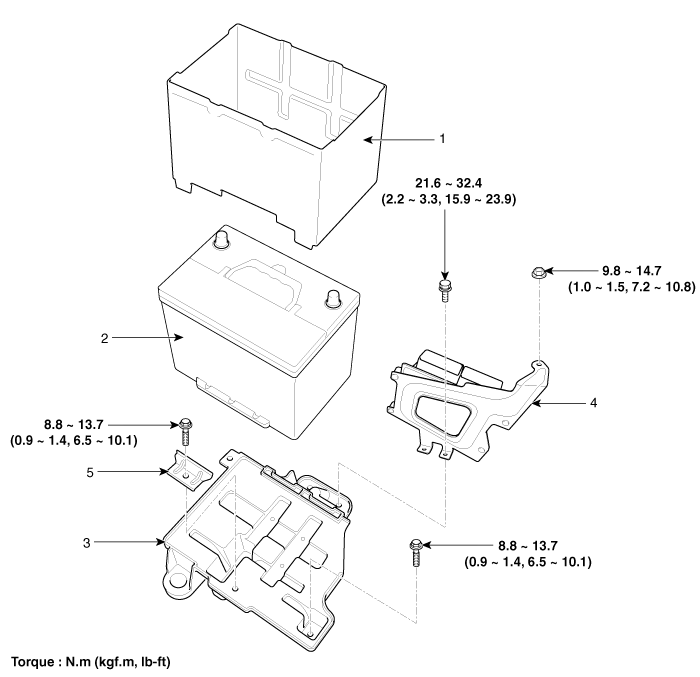 1
21.6 ~ 32.4
(2.2 ~ 3.3, 15.9 ~ 23.9)
9.8 ~ 14.7
(1.0 ~ 1.5, 7.2 ~ 10.8)
2
4
8.8 ~ 13.7
(0.9 ~ 1.4, 6.5 ~ 10.1)
5
3
8.8 ~ 13.7
(0.9 ~ 1.4, 6.5 ~ 10.1)
Torque : N.m (kgf.m, lb-ft)